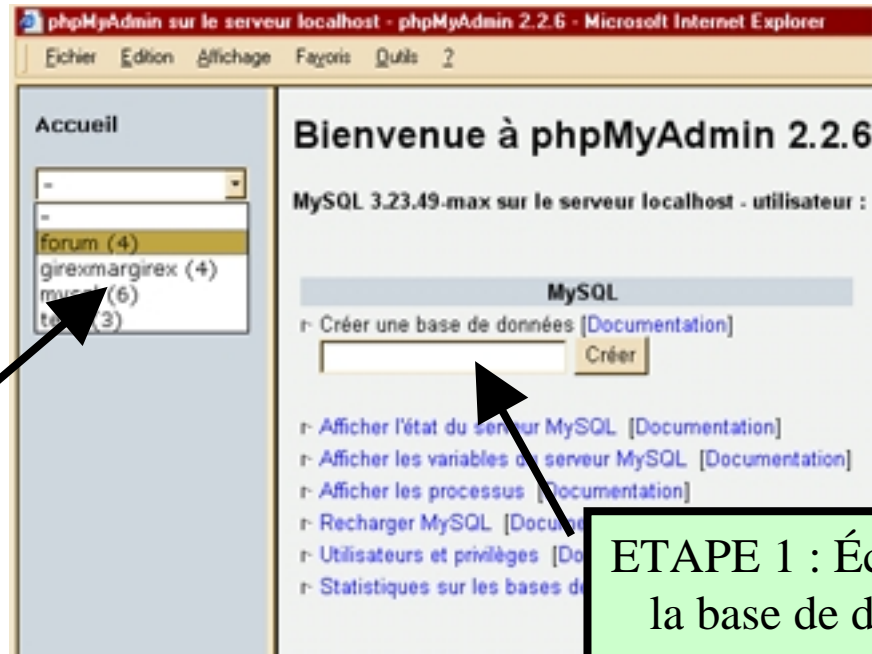 phpMyAdmin sur le serveur localhost - phpMyAdmin 2.2.6 - Microsoft Internet Explorer
Fichier Edition Affichage Favoris Outils ?
Accueil
-
-
forum (4)
girexmargirex (4)
(6)
(3)
Bienvenue à phpMyAdmin 2.2.6
MySQL 3.23.49-max sur le serveur localhost - utilisateur :
MySQL
Créer une base de données [Documentation]
Créer
Afficher l'état du serveur MySQL [Documentation]
Afficher les variables du serveur MySQL [Documentation]
Afficher les processus [Documentation]
Recharger MySQL
Utilisateurs et privilèges
Statistiques sur les bases
ETAPE 1 :
la base de